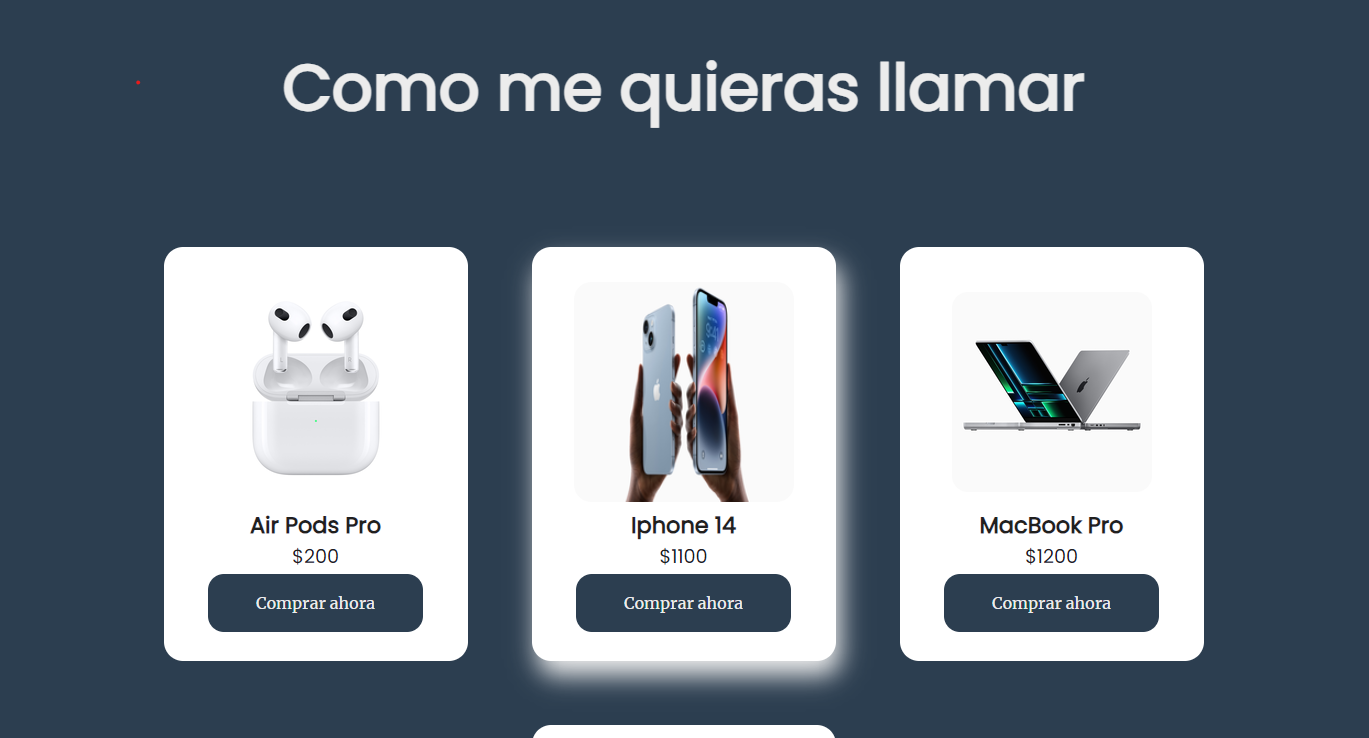 Como me quieras llamar
Air Pods Pro
$200
Comprar ahora
Iphone 14
$1100
Comprar ahora
MacBook Pro
$1200
Comprar ahora